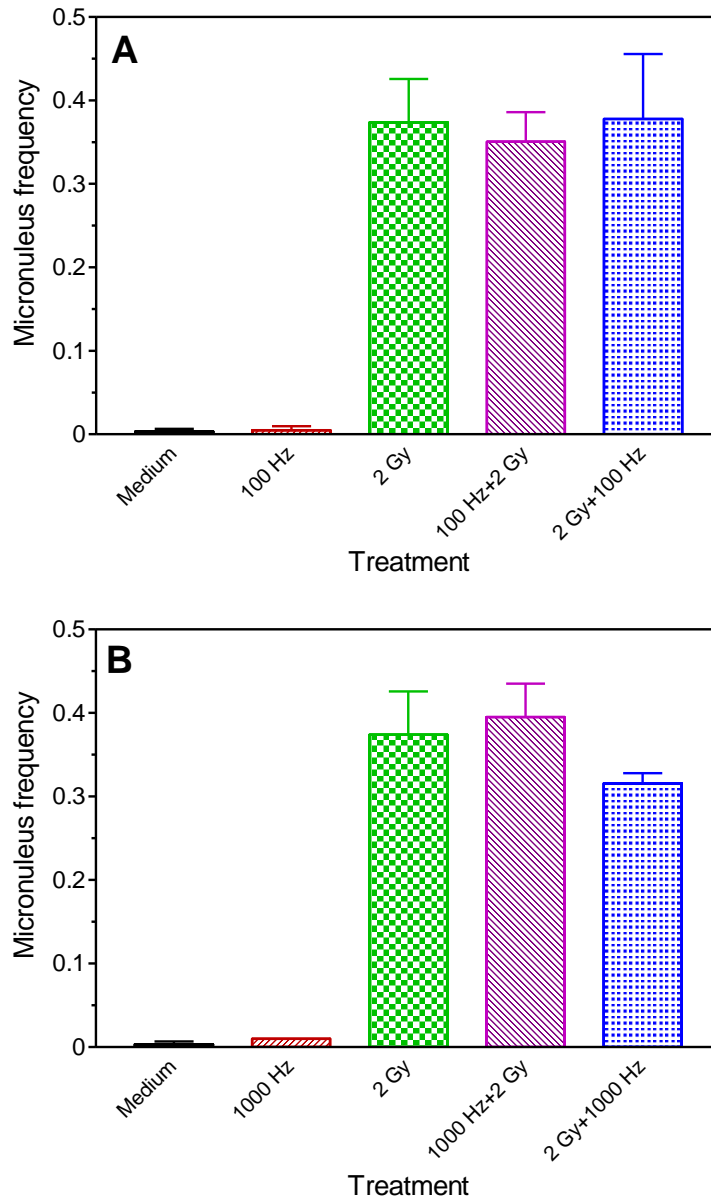 0.5
A
0.4
0.3
0.2
0.1
0
Micronuleus frequency
Medium
100 Hz
2 Gy
100 Hz+2 Gy
2 Gy+100 Hz
Treatment
0.5
B
0.4
0.3
0.2
0.1
0
Micronuleus frequency
Medium
1000 Hz
2 Gy
1000 Hz+2 Gy
2 Gy+1000 Hz
Treatment